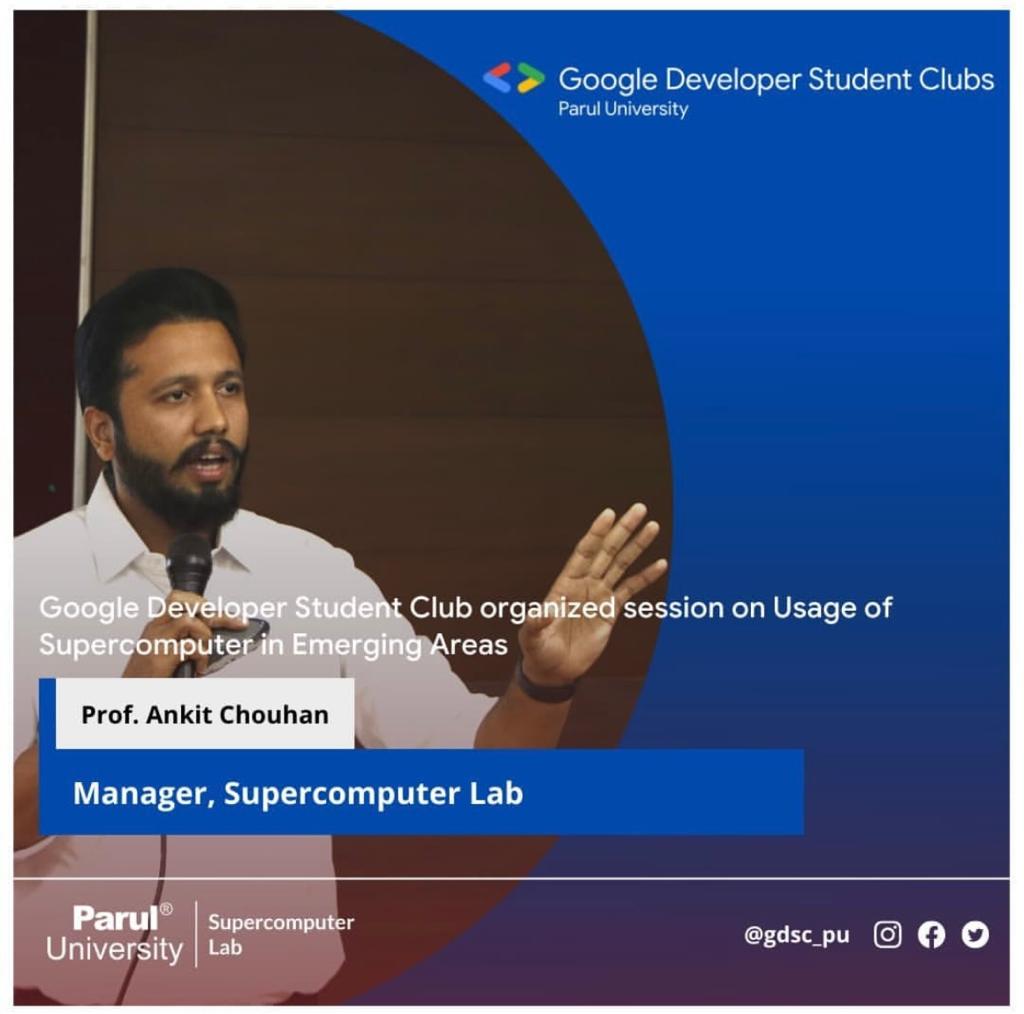 Google Developer Student Clubs
Parul University
Google Developer Student Club organized session on Usage of
Supercomputer in Emerging Areas
Prof. Ankit Chouhan
Manager, Supercomputer Lab
Parul®
University
Supercomputer
Lab
@gdsc_pu